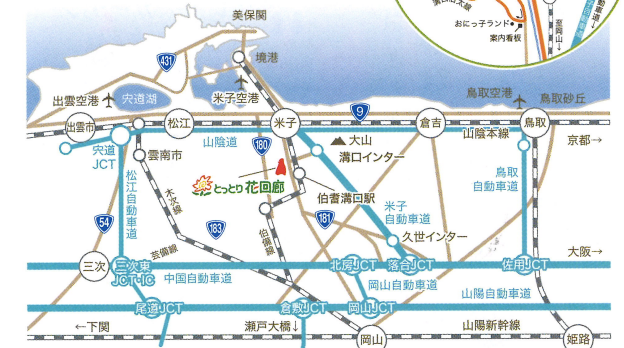 おにっ子ランド
案内看板
至岡山↓
自動車道↓
美保関
境港
431
米子空港
出雲空港
宍道湖
鳥取空港
鳥取砂丘
出雲市
松江
米子
9
倉吉
鳥取
山陰道
山陰本線
京都→
宍道
JCT
雲南市
180
大山
溝口インター
とっとり花回廊
伯耆溝口駅
鳥取
自動車道
松江自動車道
木次線
54
183
181
米子
自動車道
久世インター
伯備線
芸備線
三次
三次東
JCT・IC
中国自動車道
北房JCT
落合JCT
佐用JCT
大阪→
岡山自動車道
山陽自動車道
尾道JCT
倉敷JCT
岡山JCT
←下関
瀬戸大橋↓
岡山
山陽新幹線
姫路